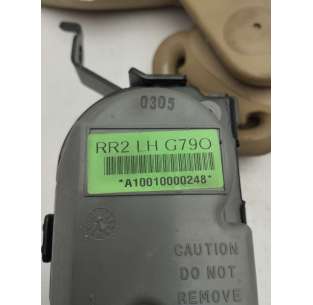 0305
RR2 LH G790
*A10010000248*
CAUTION
DO NOT
REMOVE